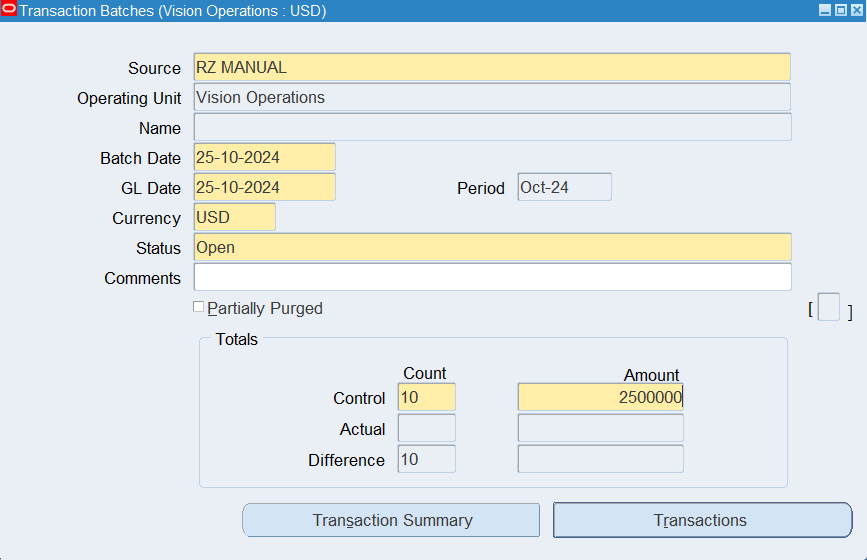 Transaction Batches (Vision Operations : USD)
Source RZ MANUAL
Operating Unit Vision Operations
Name
Batch Date 25-10-2024
GL Date 25-10-2024 Period Oct-24
Currency USD
Status Open
Comments
Partially Purged [ ]
Totals
Count Amount
Control 10 2500000
Actual
Difference 10
Transaction Summary Transactions